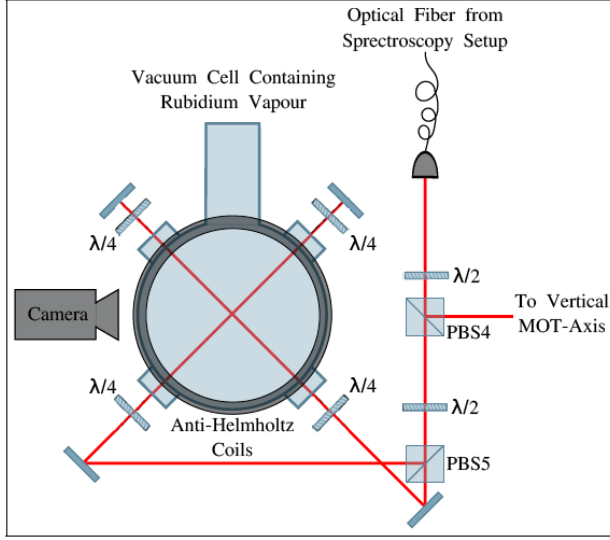 Optical Fiber from
Sprectroscopy Setup
Vacuum Cell Containing
Rubidium Vapour
λ/4
λ/4
λ/2
Camera
To Vertical
MOT-Axis
PBS4
λ/4
λ/4
λ/2
Anti-Helmholtz
Coils
PBS5